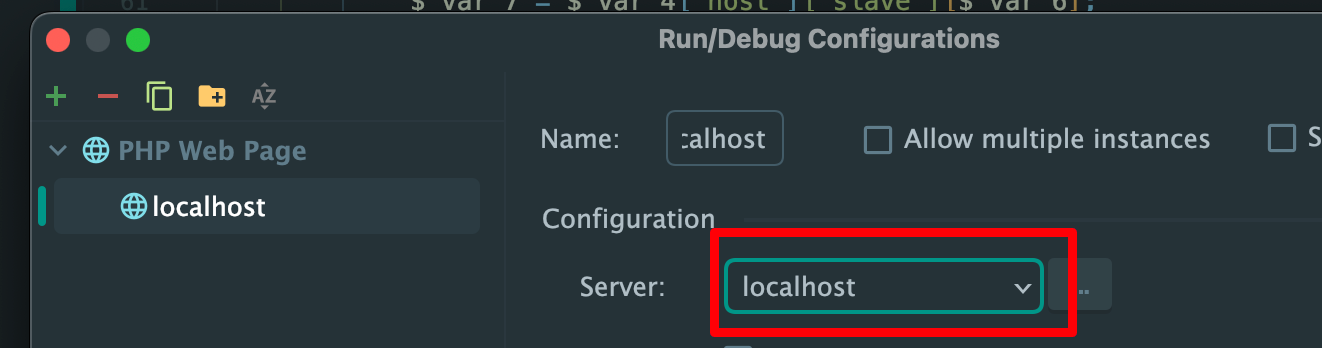 61 $_var_7 = $_var_4["host"]["slave"][$_var_6];
Run/Debug Configurations
PHP Web Page
localhost
Name: calhost Allow multiple instances S
Configuration
Server: localhost ..